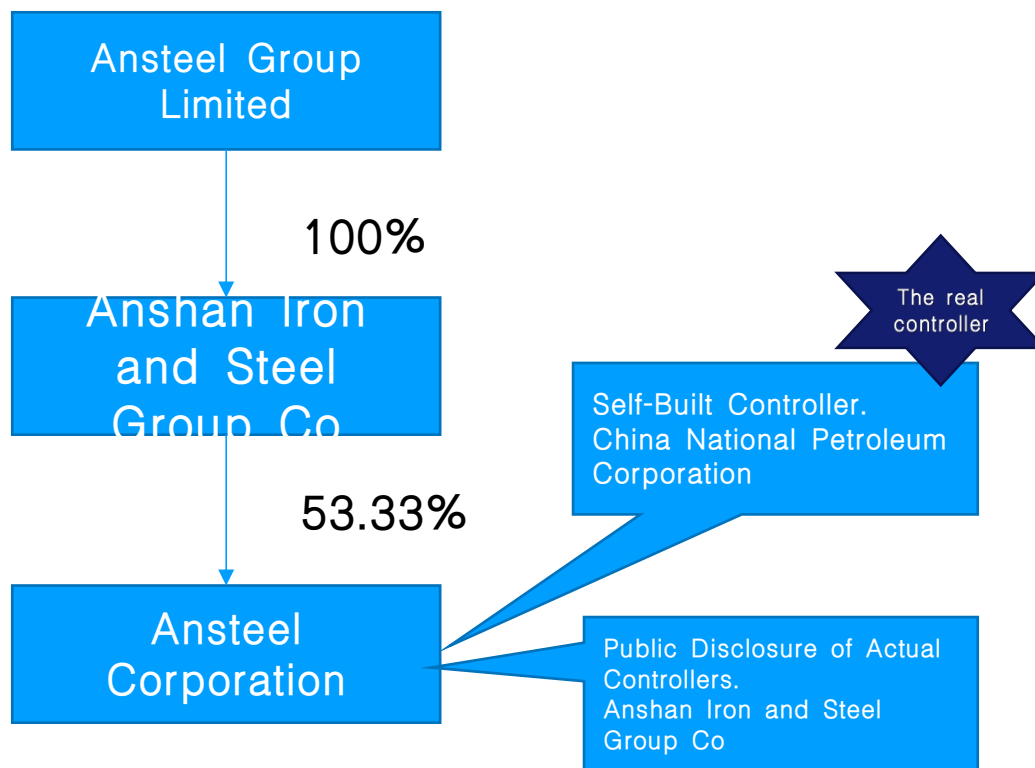 Ansteel Group
Limited
100%
Anshan Iron
and Steel
Group Co
The real
controller
Self-Built Controller.
China National Petroleum
Corporation
53.33%
Ansteel
Corporation
Public Disclosure of Actual
Controllers.
Anshan Iron and Steel
Group Co